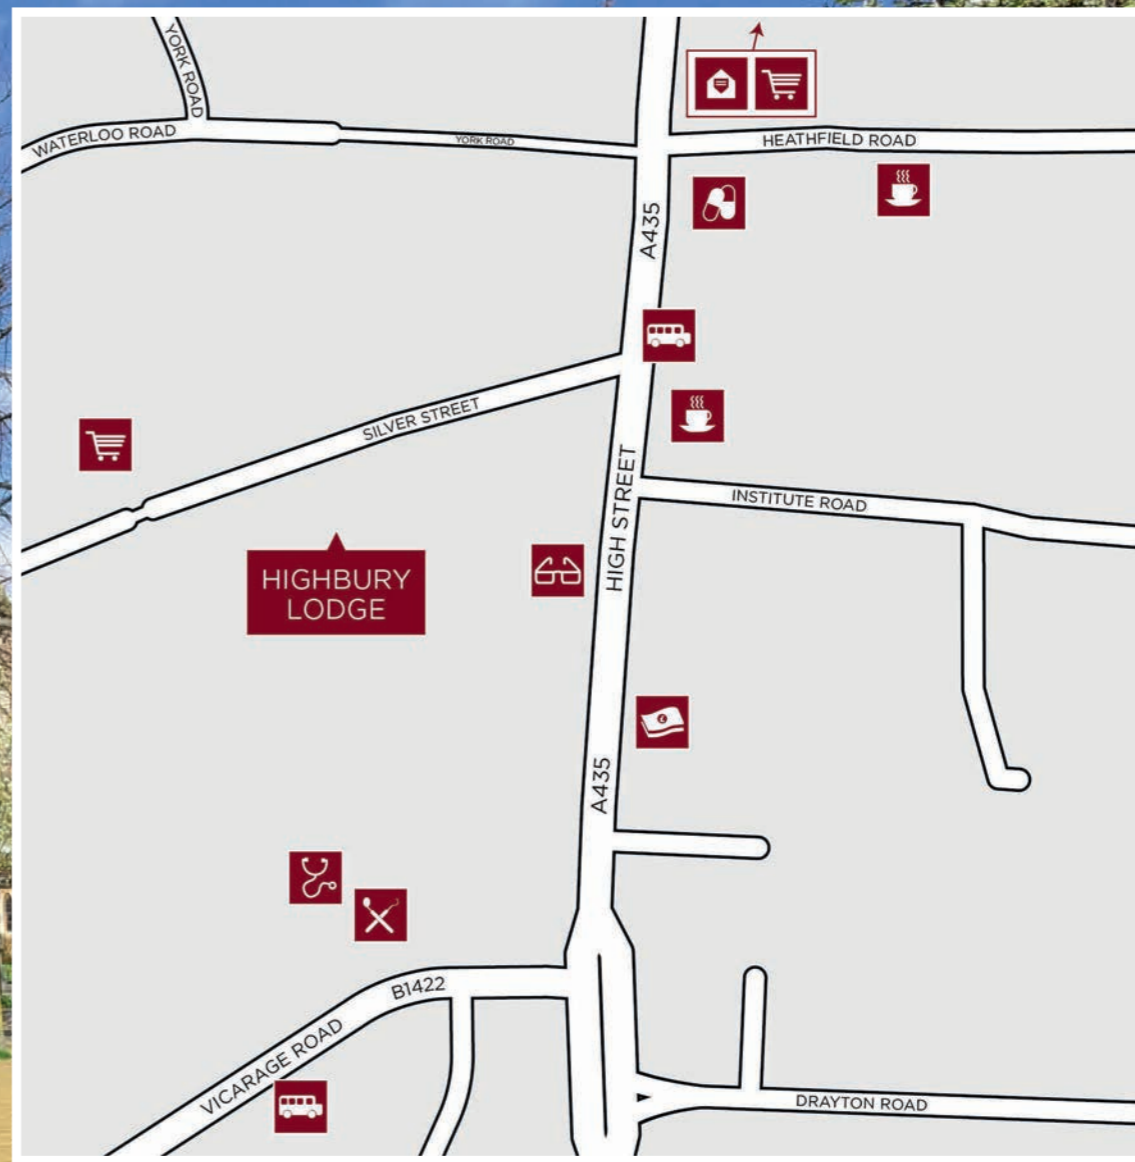 YORK ROAD
WATERLOO ROAD
YORK ROAD
HEATHFIELD ROAD
A435
SILVER STREET
HIGH STREET
INSTITUTE ROAD
HIGHBURY
LODGE
A435
B1422
VICARAGE ROAD
DRAYTON ROAD